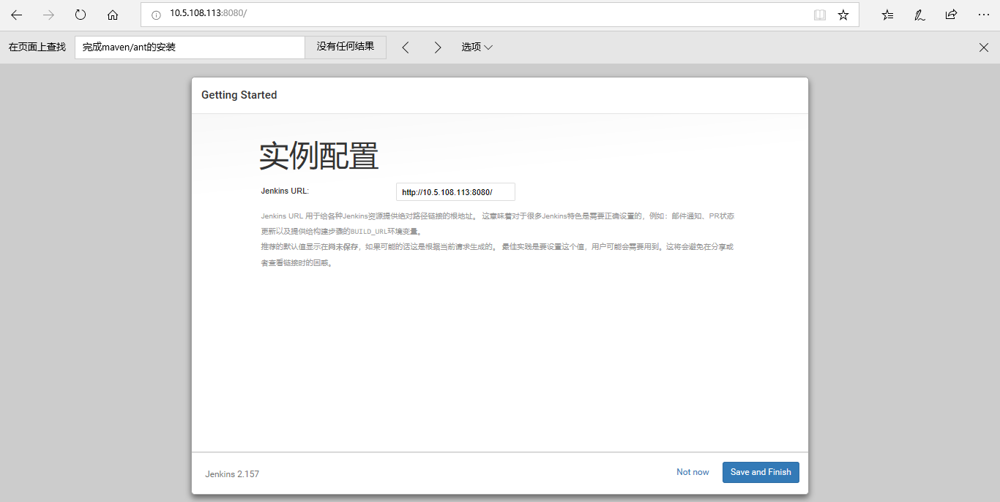 10.5.108.113:8080/
在页面上查找
完成maven/ant的安装
没有任何结果
选项
Getting Started
实例配置
Jenkins URL:
http://10.5.108.113:8080/
Jenkins URL 用于给各种Jenkins资源提供绝对路径链接的根地址。 这意味着对于很多Jenkins特色是需要正确设置的，例如：邮件通知、PR状态
更新以及提供给构建步骤的BUILD_URL环境变量。
推荐的默认值显示在尚未保存，如果可能的话这是根据当前请求生成的。 最佳实践是要设置这个值，用户可能会需要用到。这将会避免在分享或
者查看链接时的困惑。
Jenkins 2.157
Not now
Save and Finish